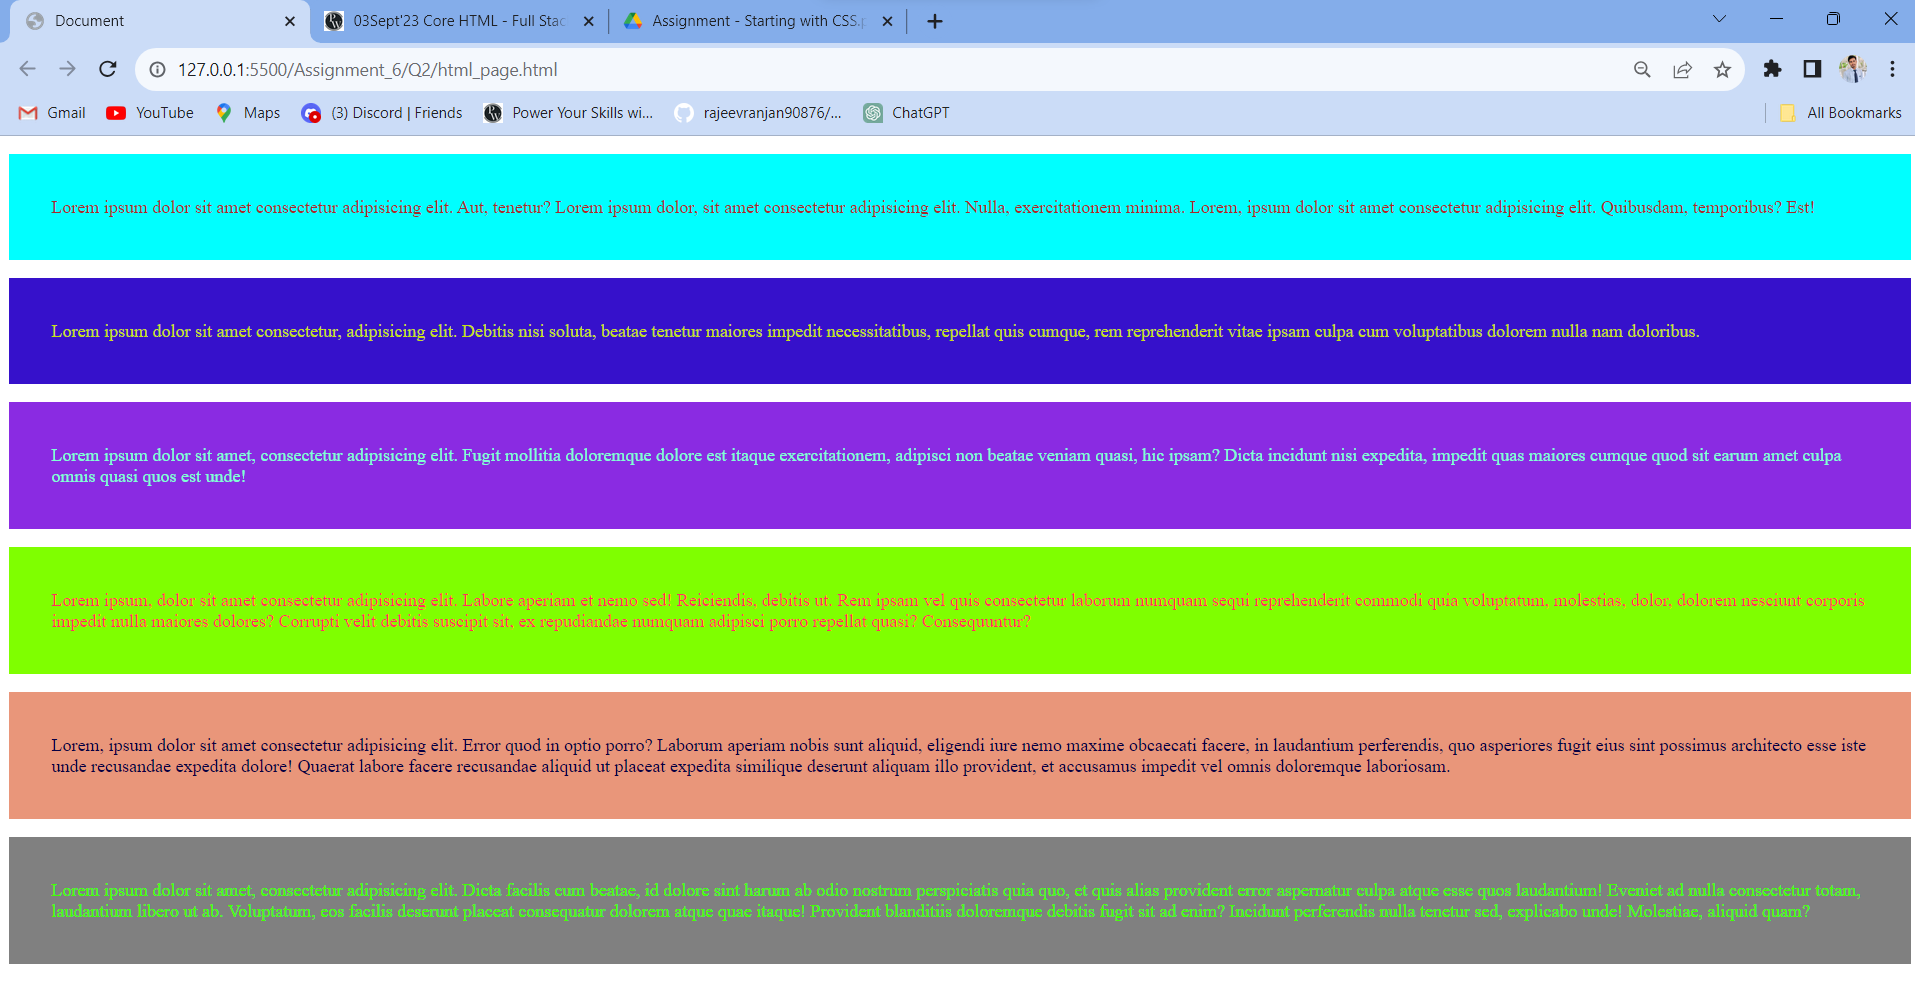 Document
03Sept'23 Core HTML - Full Stac
Assignment - Starting with CSS.p
127.0.0.1:5500/Assignment_6/Q2/html_page.html
Gmail
YouTube
Maps
(3) Discord | Friends
Power Your Skills wi...
rajeevranjan90876/...
ChatGPT
All Bookmarks
Lorem ipsum dolor sit amet consectetur adipisicing elit. Aut, tenetur? Lorem ipsum dolor, sit amet consectetur adipisicing elit. Nulla, exercitationem minima. Lorem, ipsum dolor sit amet consectetur adipisicing elit. Quibusdam, temporibus? Est!
Lorem ipsum dolor sit amet consectetur, adipisicing elit. Debitis nisi soluta, beatae tenetur maiores impedit necessitatibus, repellat quis cumque, rem reprehenderit vitae ipsam culpa cum voluptatibus dolorem nulla nam doloribus.
Lorem ipsum dolor sit amet, consectetur adipisicing elit. Fugit mollitia doloremque dolore est itaque exercitationem, adipisci non beatae veniam quasi, hic ipsam? Dicta incidunt nisi expedita, impedit quas maiores cumque quod sit earum amet culpa
omnis quasi quos est unde!
Lorem ipsum, dolor sit amet consectetur adipisicing elit. Labore aperiam et nemo sed! Reiciendis, debitis ut. Rem ipsam vel quis consectetur laborum numquam sequi reprehenderit commodi quia voluptatum, molestias, dolor, dolorem nesciunt corporis
impedit nulla maiores dolores? Corrupti velit debitis suscipit sit, ex repudiandae numquam adipisci porro repellat quasi? Consequuntur?
Lorem, ipsum dolor sit amet consectetur adipisicing elit. Error quod in optio porro? Laborum aperiam nobis sunt aliquid, eligendi iure nemo maxime obcaecati facere, in laudantium perferendis, quo asperiores fugit eius sint possimus architecto esse iste
unde recusandae expedita dolore! Quaerat labore facere recusandae aliquid ut placeat expedita similique deserunt aliquam illo provident, et accusamus impedit vel omnis doloremque laboriosam.
Lorem ipsum dolor sit amet, consectetur adipisicing elit. Dicta facilis cum beatae, id dolore sint harum ab odio nostrum perspiciatis quia quo, et quis alias provident error aspernatur culpa atque esse quos laudantium! Eveniet ad nulla consectetur totam,
laudantium libero ut ab. Voluptatum, eos facilis deserunt placeat consequatur dolorem atque quae itaque! Provident blanditiis doloremque debitis fugit sit ad enim? Incidunt perferendis nulla tenetur sed, explicabo unde! Molestiae, aliquid quam?